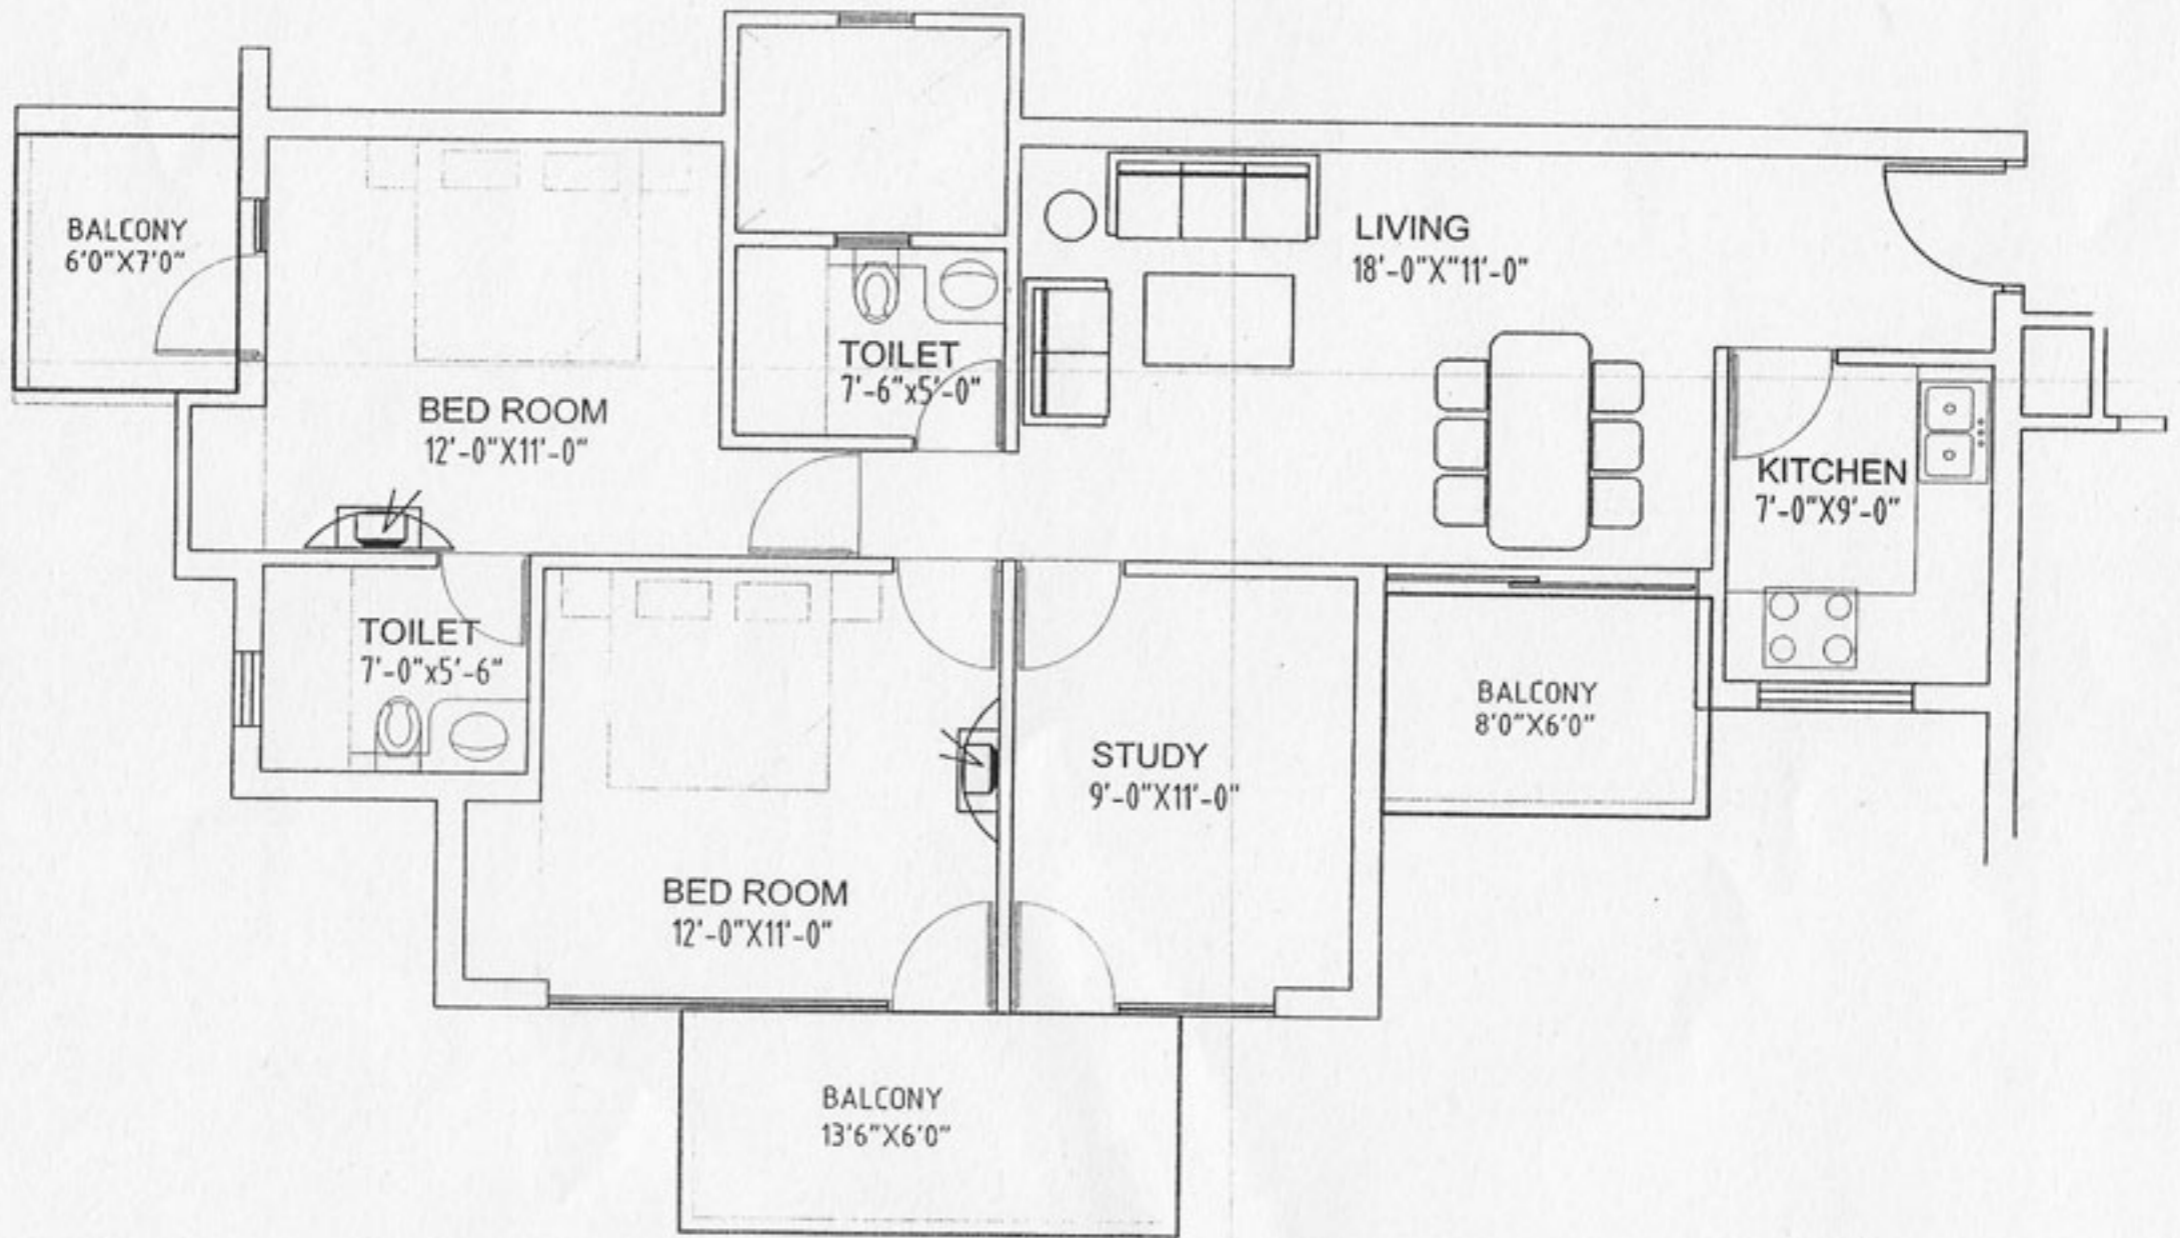 BALCONY
6'0"X7'0"
BED ROOM
12'-0"X11'-0"
TOILET
7'-6"x5'-0"
LIVING
18'-0"X"11'-0"
KITCHEN
7'-0"X9'-0"
TOILET
7'-0"x5'-6"
BED ROOM
12'-0"X11'-0"
STUDY
9'-0"X11'-0"
BALCONY
8'0"X6'0"
BALCONY
13'6"X6'0"